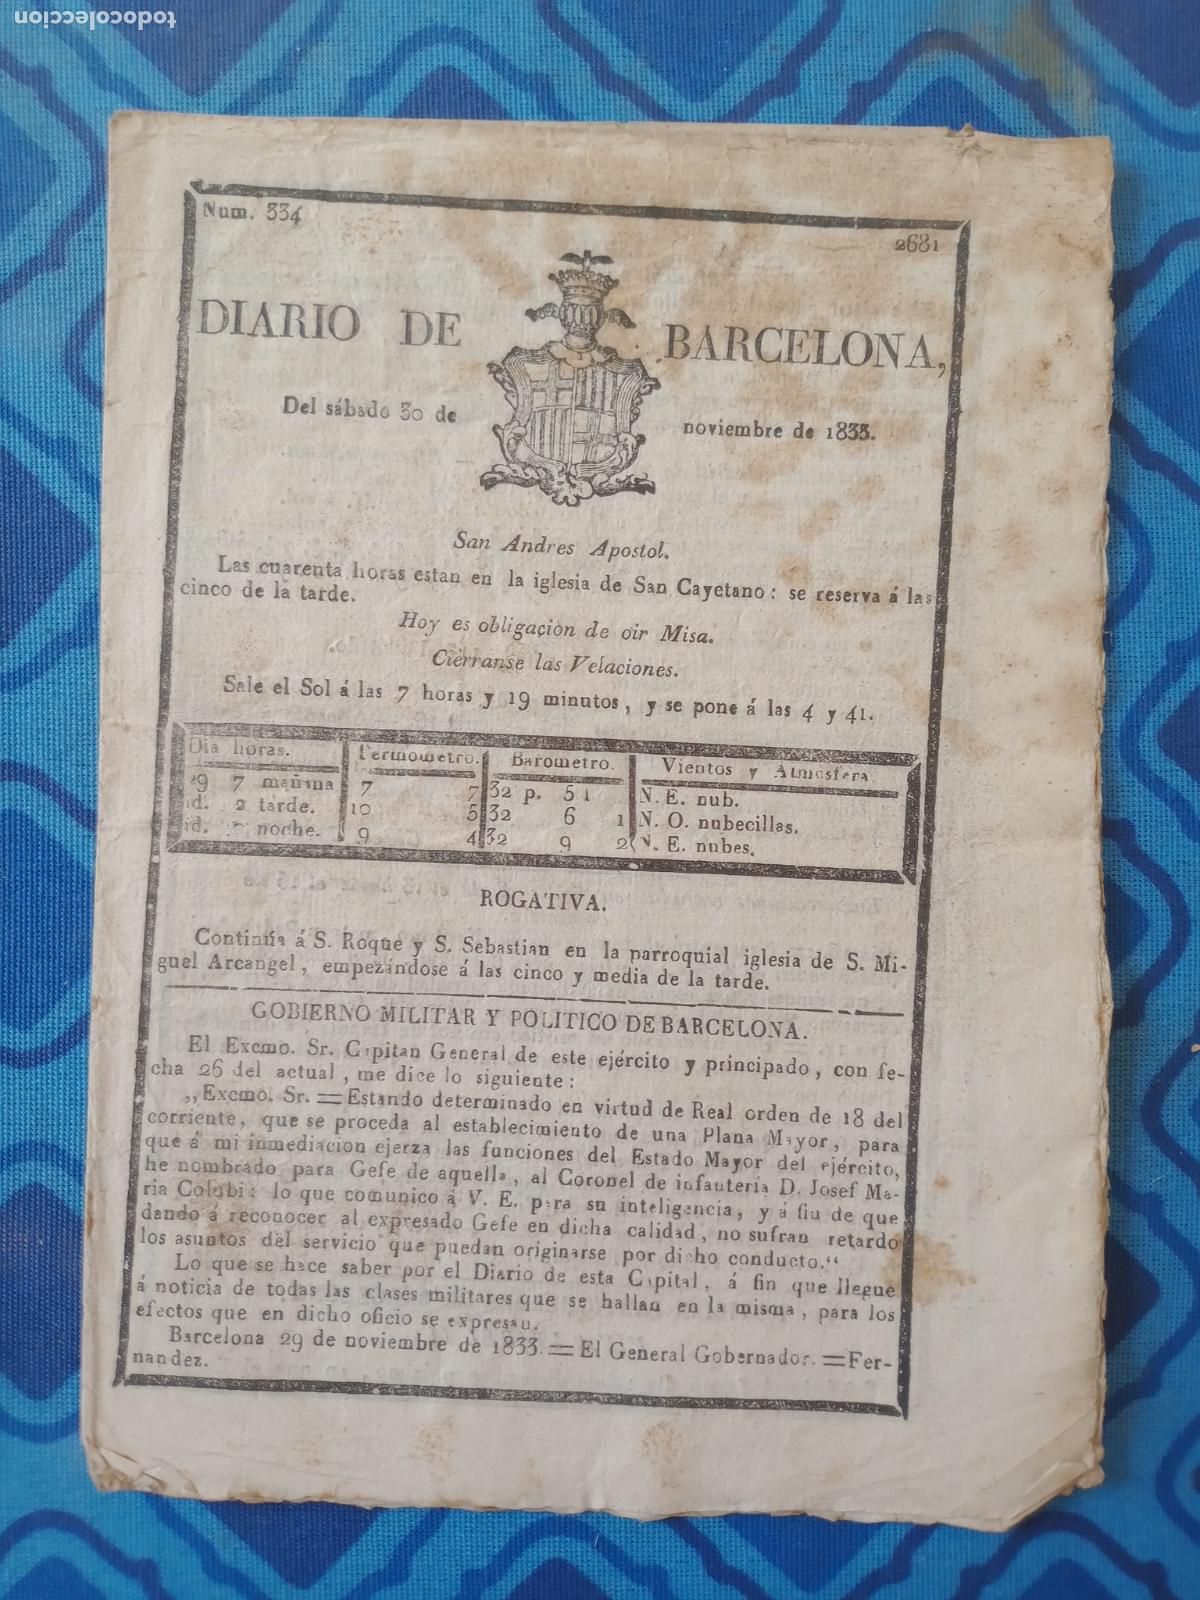 todocoleccion
Num. 334
2681
DIARIO DE BARCELONA,
Del sábado 30 de noviembre de 1833.
San Andres Apostol.
Las cuarenta horas estan en la iglesia de San Cayetano: se reserva á las
cinco de la tarde.
Hoy es obligacion de oir Misa.
Ciérranse las Velaciones.
Sale el Sol á las 7 horas y 19 minutos, y se pone á las 4 y 41.
Dia horas. Termometro. Barometro. Vientos y Atmosfera
29 7 mañana 7 7 32 p. 5 1 N. E. nub.
id. 2 tarde. 10 5 32 6 1 N. O. nubecillas.
id. noche. 9 4 32 9 2 N. E. nubes.
ROGATIVA.
Continúa á S. Roque y S. Sebastian en la parroquial iglesia de S. Mi-
guel Arcangel, empezándose á las cinco y media de la tarde.
GOBIERNO MILITAR Y POLITICO DE BARCELONA.
El Excmo. Sr. Capitan General de este ejército y principado, con fe-
cha 26 del actual, me dice lo siguiente:
„Excmo. Sr. = Estando determinado en virtud de Real orden de 18 del
corriente, que se proceda al establecimiento de una Plana Mayor, para
que á mi inmediacion ejerza las funciones del Estado Mayor del ejército,
he nombrado para Gefe de aquella, al Coronel de infantería D. Josef Ma-
ria Colubi: lo que comunico á V. E. para su inteligencia, y á fin de que
dando á reconocer al expresado Gefe en dicha calidad, no sufran retardo
los asuntos del servicio que puedan originarse por dicho conducto.“
Lo que se hace saber por el Diario de esta Capital, á fin que llegue
á noticia de todas las clases militares que se hallan en la misma, para los
efectos que en dicho oficio se expresan.
Barcelona 29 de noviembre de 1833. = El General Gobernador. = Fer-
nandez.